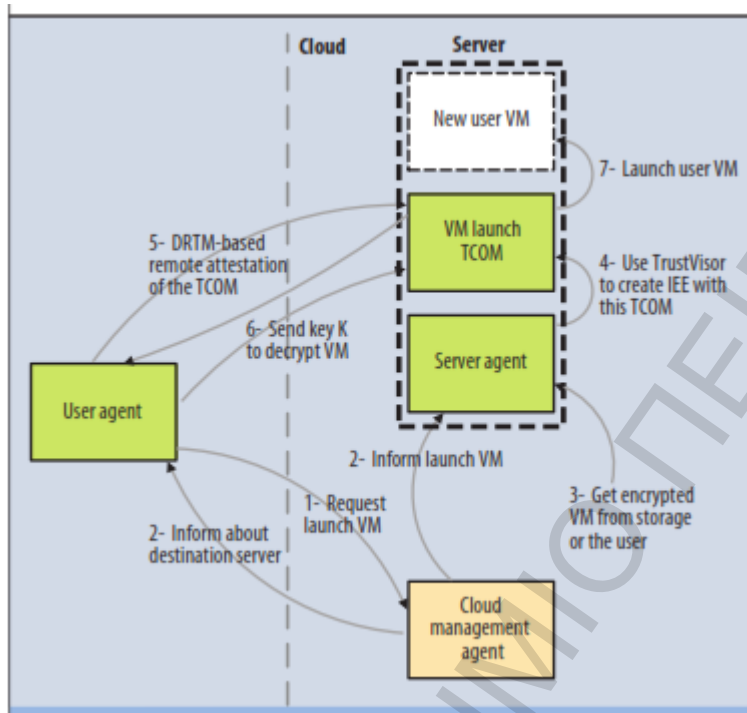 Cloud
Server
New user VM
7- Launch user VM
VM launch
TCOM
5- DRTM-based
remote attestation
of the TCOM
4- Use TrustVisor
to create IEE with
this TCOM
6- Send key K
to decrypt VM
Server agent
User agent
2- Inform launch VM
1- Request
launch VM
3- Get encrypted
VM from storage
or the user
2- Inform about
destination server
Cloud
management
agent